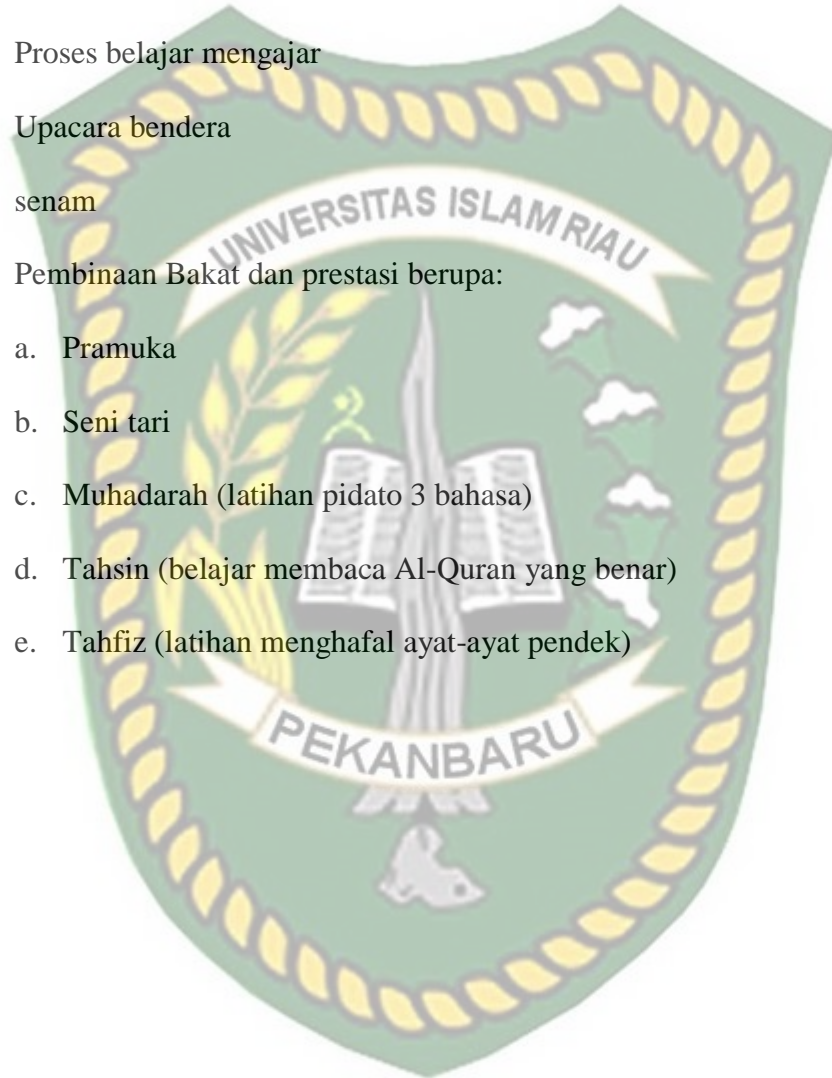 Proses belajar mengajar
Upacara bendera
senam
UNIVERSITAS ISLAM RIAU
Pembinaan Bakat dan prestasi berupa:
a. Pramuka
b. Seni tari
c. Muhadarah (latihan pidato 3 bahasa)
d. Tahsin (belajar membaca Al-Quran yang benar)
e. Tahfiz (latihan menghafal ayat-ayat pendek)
PEKANBARU